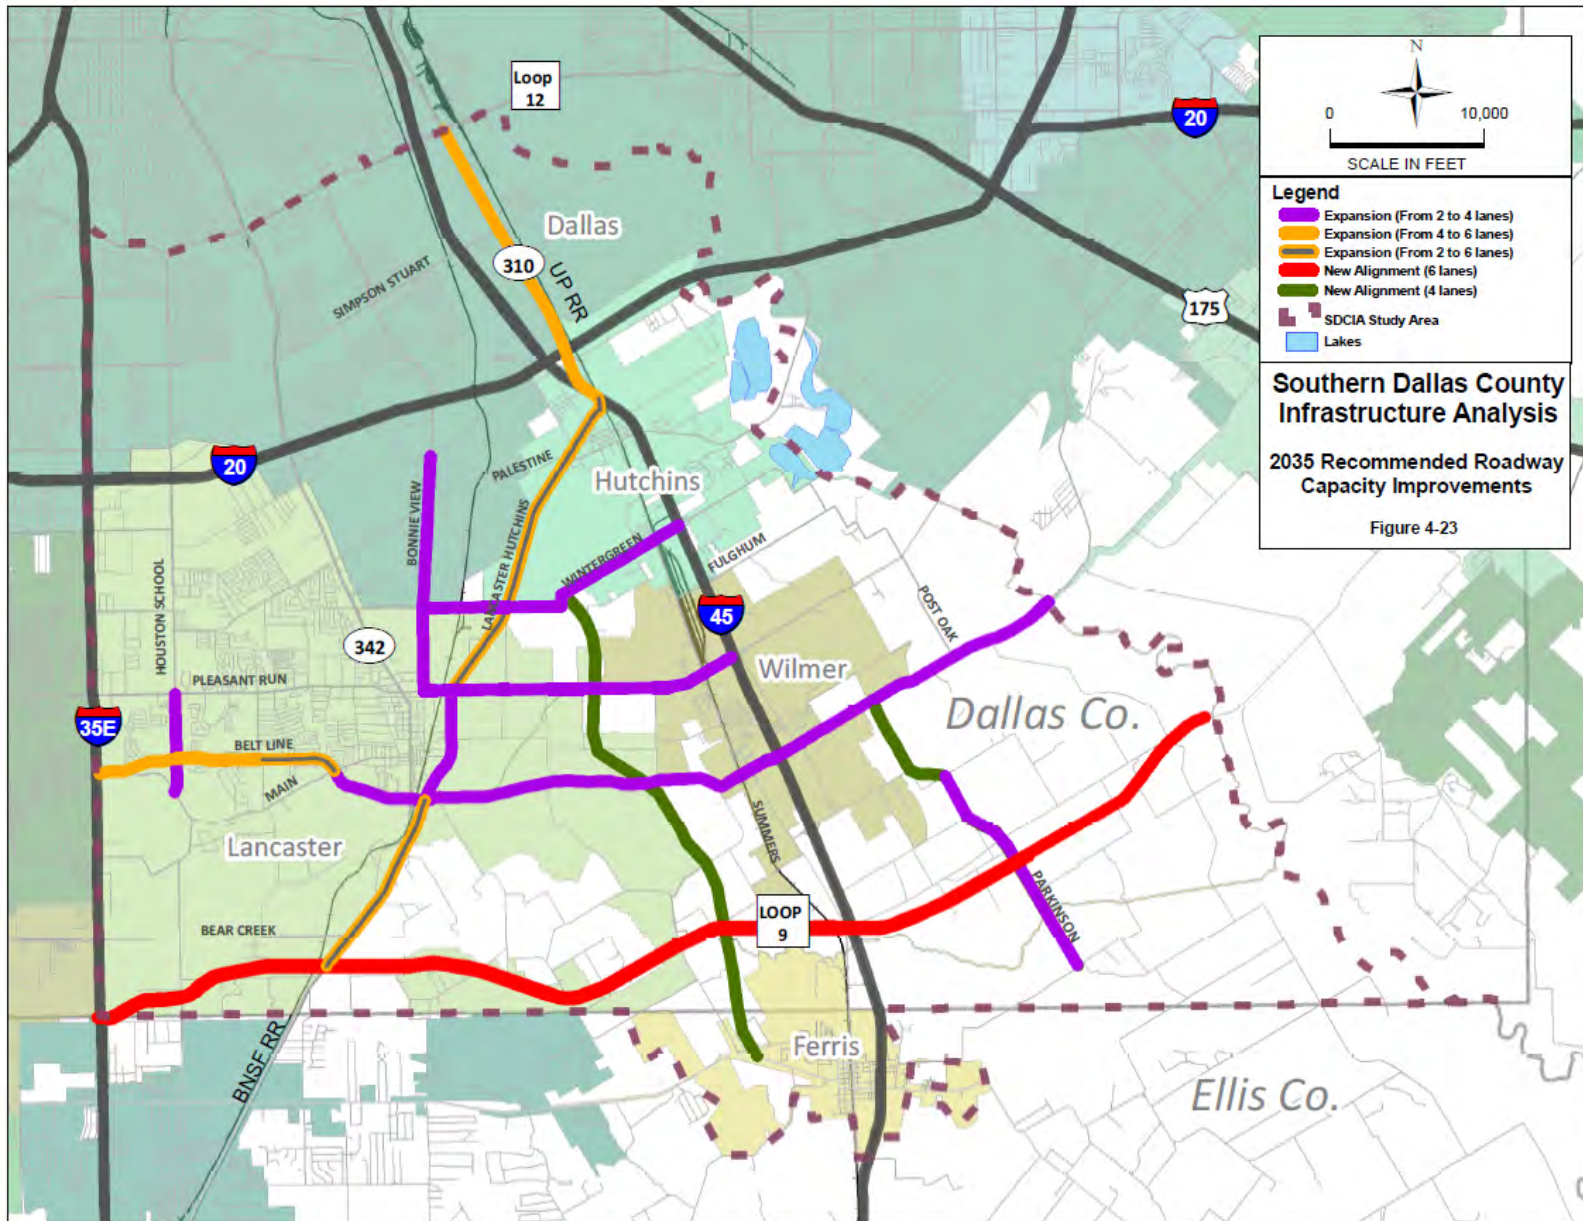 N
0 10,000
SCALE IN FEET
Legend
Expansion (From 2 to 4 lanes)
Expansion (From 4 to 6 lanes)
Expansion (From 2 to 6 lanes)
New Alignment (6 lanes)
New Alignment (4 lanes)
SDCIA Study Area
Lakes
Southern Dallas County
Infrastructure Analysis
2035 Recommended Roadway
Capacity Improvements
Figure 4-23
Loop
12
20
Dallas
310
UP RR
SIMPSON STUART
175
20
PALESTINE
Hutchins
BONNIE VIEW
LANCASTER HUTCHINS
WINTERGREEN
FULGHUM
HOUSTON SCHOOL
POST OAK
45
342
Wilmer
PLEASANT RUN
Dallas Co.
35E
BELT LINE
MAIN
SUMMERS
Lancaster
PARKINSON
LOOP
9
BEAR CREEK
BNSF RR
Ferris
Ellis Co.